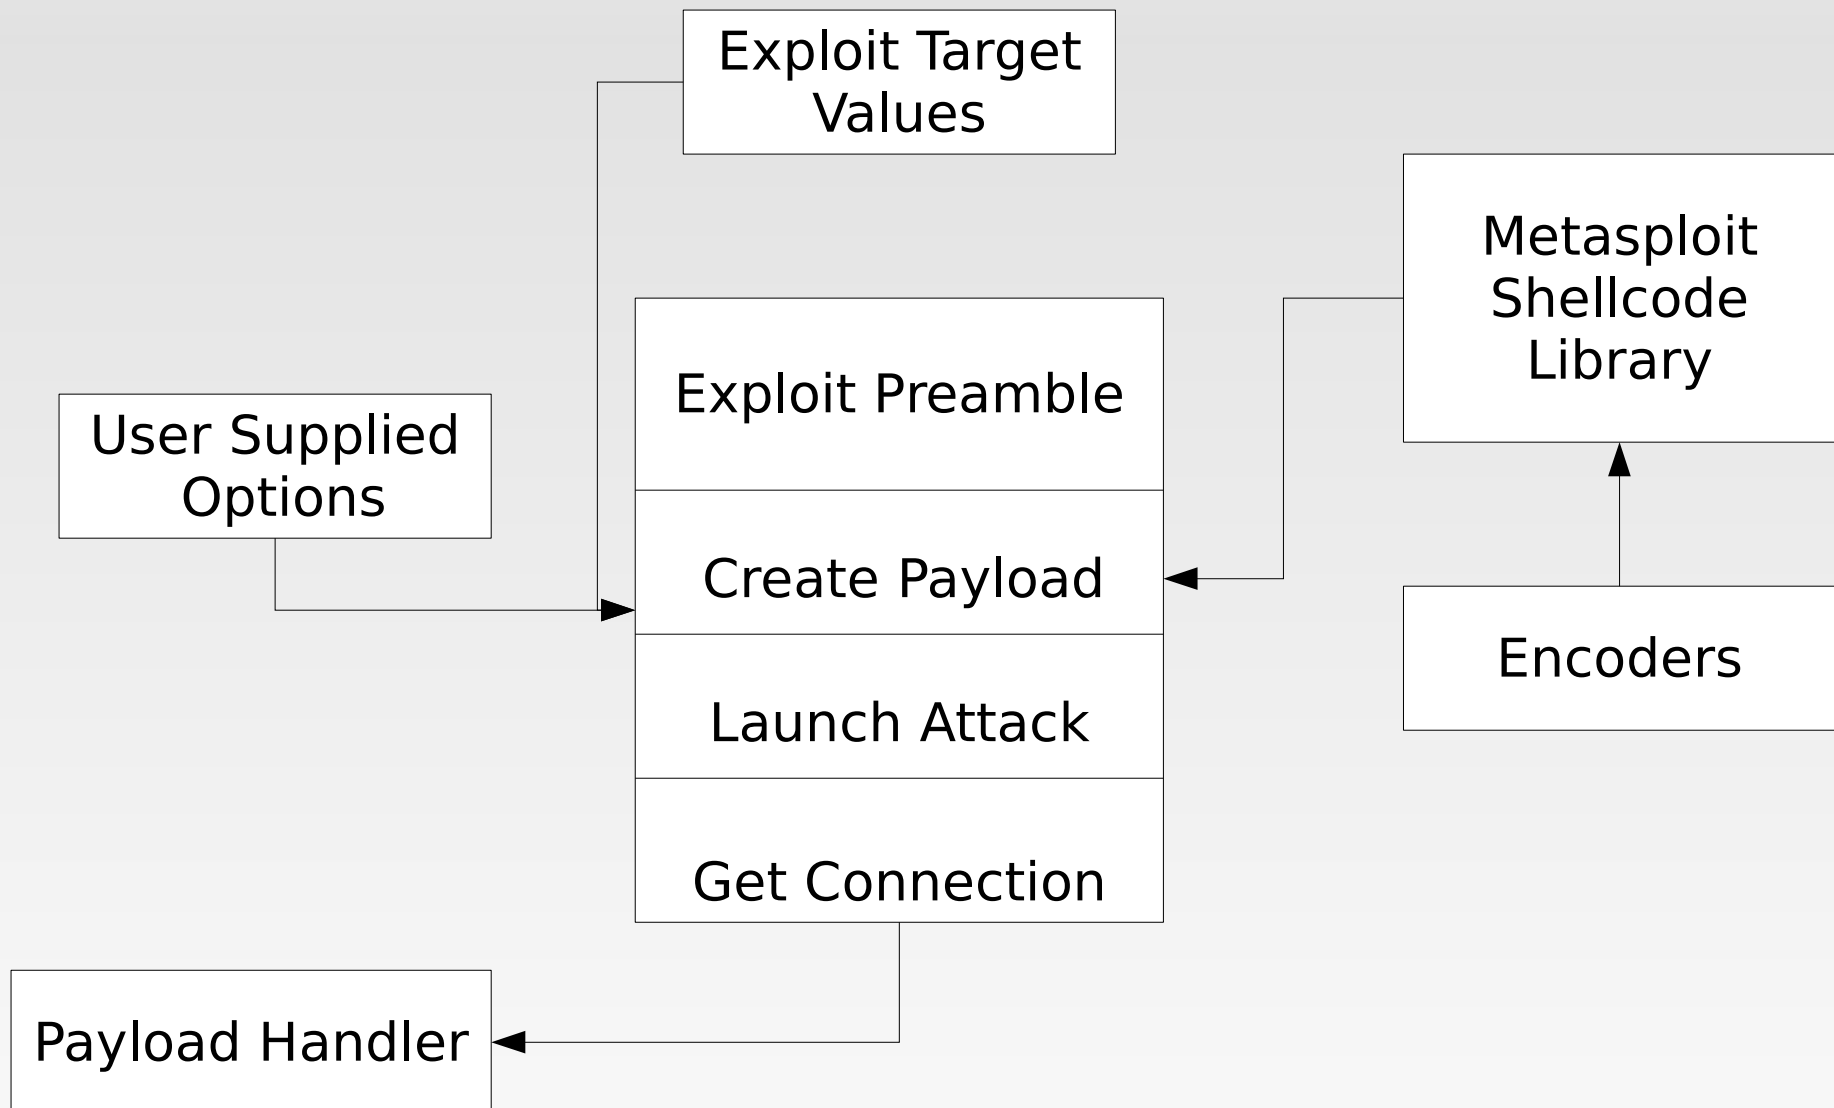 Exploit Target
Values
Metasploit
Shellcode
Library
Exploit Preamble
User Supplied
Options
Create Payload
Encoders
Launch Attack
Get Connection
Payload Handler